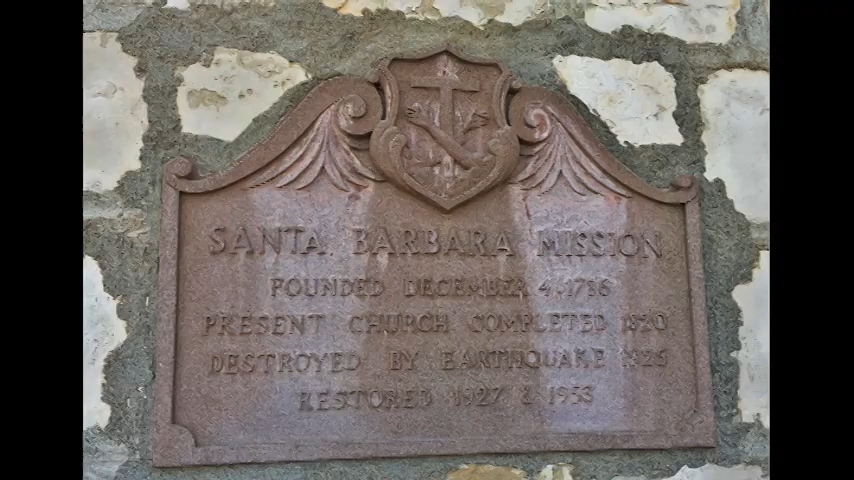 SANTA BARBARA MISSION
FOUNDED DECEMBER 4, 1786
PRESENT CHURCH COMPLETED 1820
DESTROYED BY EARTHQUAKE 1925
RESTORED 1927 & 1953